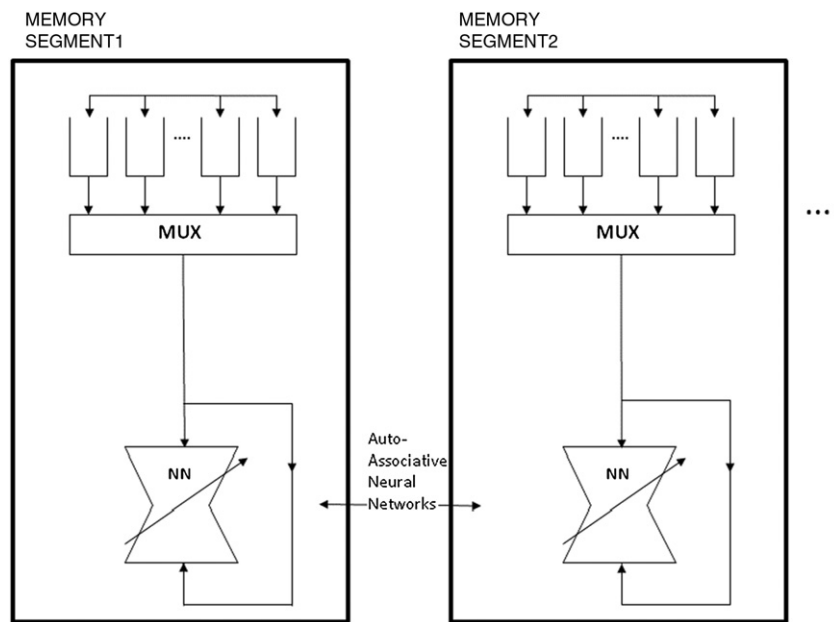 MEMORY
SEGMENT1
MEMORY
SEGMENT2
....
....
MUX
MUX
...
Auto-
Associative
Neural
Networks
NN
NN